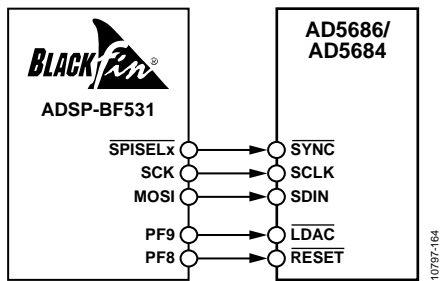 BLACKfin®
ADSP-BF531
SPISELx
SCK
MOSI
PF9
PF8
AD5686/
AD5684
SYNC
SCLK
SDIN
LDAC
RESET
10797-164